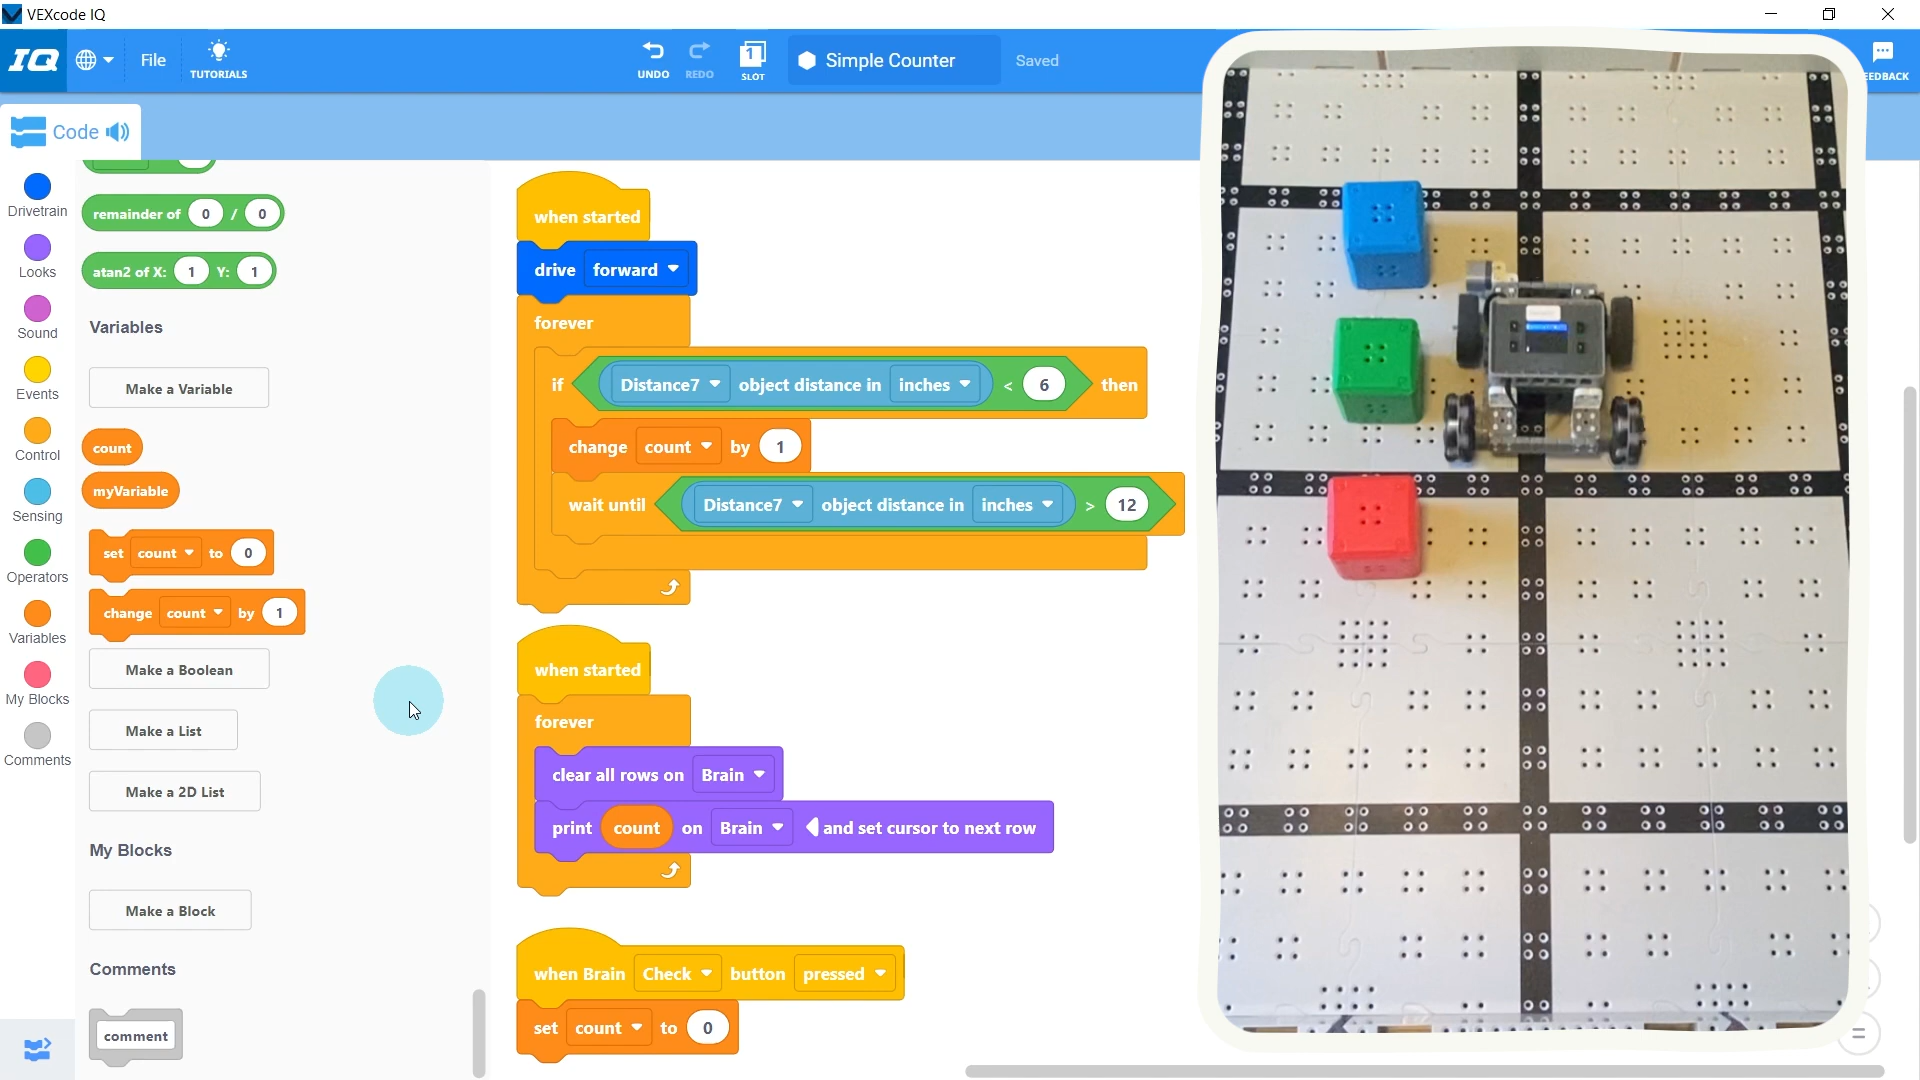 VEXcode IQ
IQ
File
TUTORIALS
UNDO
REDO
1
SLOT
Simple Counter
Saved
EEDBACK
Code
Drivetrain
Looks
Sound
Events
Control
Sensing
Operators
Variables
My Blocks
Comments
remainder of 0 / 0
atan2 of X: 1 Y: 1
Variables
Make a Variable
count
myVariable
set count to 0
change count by 1
Make a Boolean
Make a List
Make a 2D List
My Blocks
Make a Block
Comments
comment
when started
drive forward
forever
if Distance7 object distance in inches < 6 then
change count by 1
wait until Distance7 object distance in inches > 12
when started
forever
clear all rows on Brain
print count on Brain and set cursor to next row
when Brain Check button pressed
set count to 0